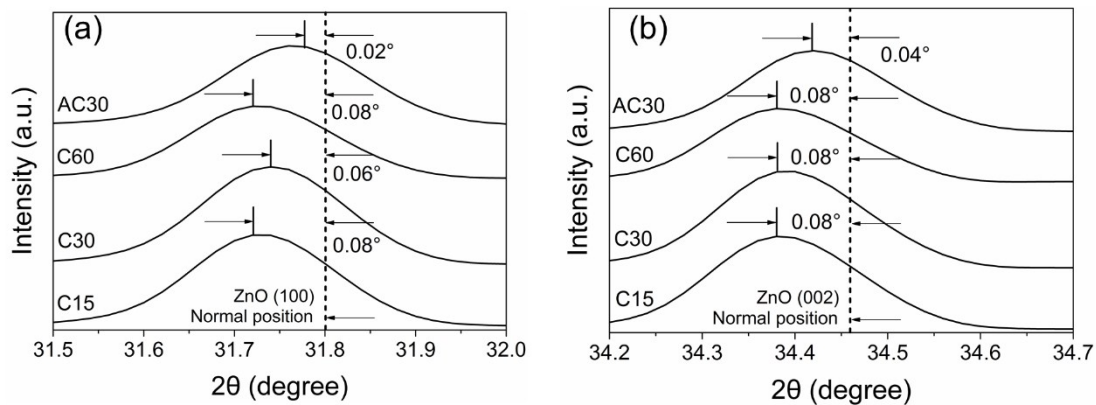 (a)
AC30
C60
C30
C15
0.02°
0.08°
0.06°
0.08°
ZnO (100)
Normal position
Intensity (a.u.)
31.5 31.6 31.7 31.8 31.9 32.0
2θ (degree)
(b)
AC30
C60
C30
C15
0.04°
0.08°
0.08°
0.08°
ZnO (002)
Normal position
Intensity (a.u.)
34.2 34.3 34.4 34.5 34.6 34.7
2θ (degree)